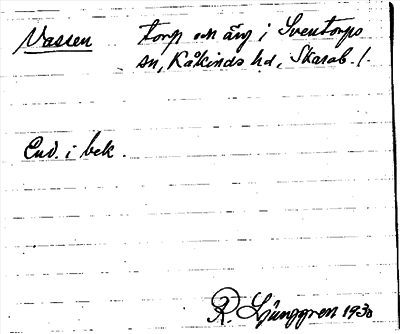 Vassen torp och äng i Sventorps
sn, Kåkinds hd, Skarab. l.
End. i bek.
R. Ljunggren 1930